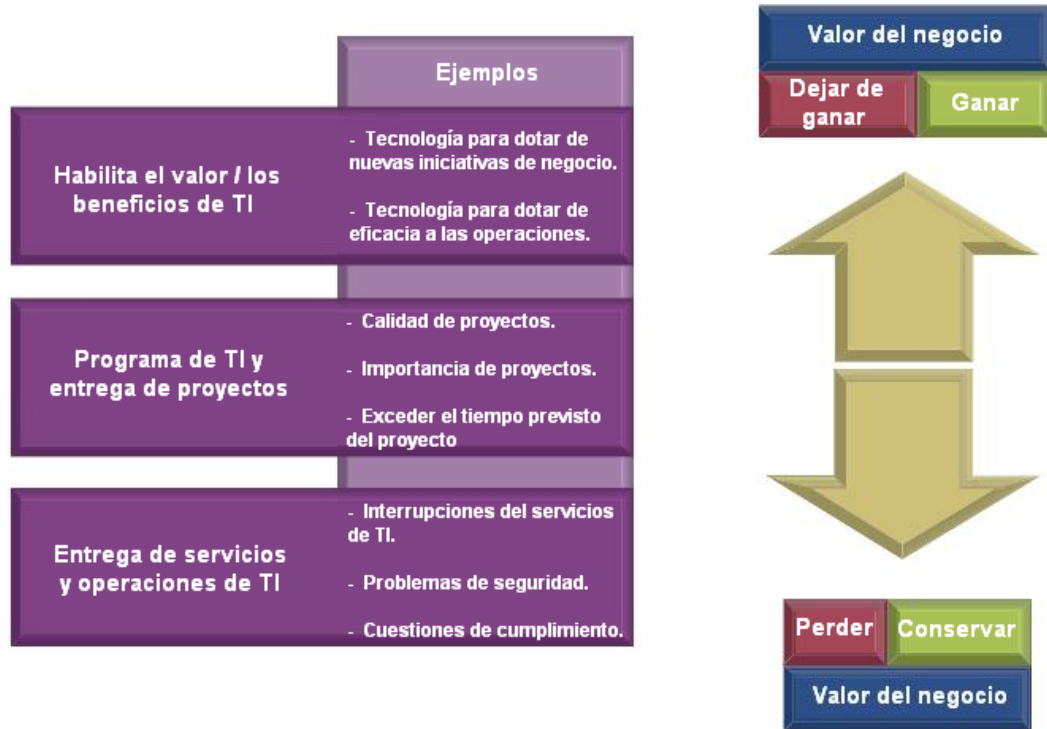 Ejemplos
Habilita el valor / los
beneficios de TI
- Tecnología para dotar de
nuevas iniciativas de negocio.
- Tecnología para dotar de
eficacia a las operaciones.
Programa de TI y
entrega de proyectos
- Calidad de proyectos.
- Importancia de proyectos.
- Exceder el tiempo previsto
del proyecto
Entrega de servicios
y operaciones de TI
- Interrupciones del servicios
de TI.
- Problemas de seguridad.
- Cuestiones de cumplimiento.
Valor del negocio
Dejar de
ganar
Ganar
Perder
Conservar
Valor del negocio